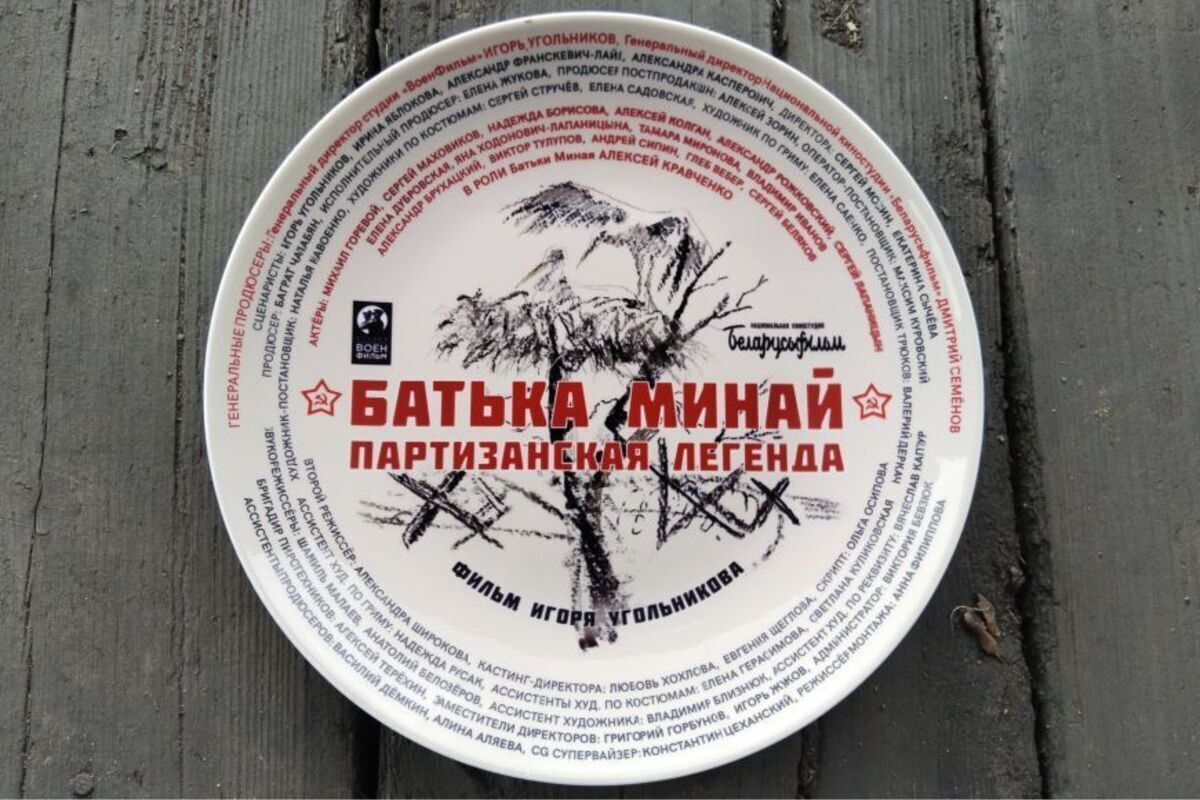 ГЕНЕРАЛЬНЫЕ ПРОДЮСЕРЫ: Генеральный директор студии «ВоенФильм» ИГОРЬ УГОЛЬНИКОВ, Генеральный директор Национальной киностудии «Беларусьфильм» ДМИТРИЙ СЕМЁНОВ
СЦЕНАРИСТЫ: ИГОРЬ УГОЛЬНИКОВ, ИРИНА ЯБЛОКОВА, АЛЕКСАНДР ФРАНСКЕВИЧ-ЛАЙЕ, АЛЕКСАНДРА КАСПЕРОВИЧ, ДИРЕКТОРА: СЕРГЕЙ МОЗИН, ЕКАТЕРИНА СЫЧЁВА
ПРОДЮСЕР: БАГРАТ ЧАЛАБЯН, ИСПОЛНИТЕЛЬНЫЙ ПРОДЮСЕР: ЕЛЕНА ЖУКОВА, ПРОДЮСЕР ПОСТПРОДАКШН: АЛЕКСЕЙ ЗОРИН, ОПЕРАТОР-ПОСТАНОВЩИК: МАКСИМ КУРОВСКИЙ
ХУДОЖНИК-ПОСТАНОВЩИК: НАТАЛЬЯ НАВОЕНКО, ХУДОЖНИКИ ПО КОСТЮМАМ: СЕРГЕЙ СТРУЧЁВ, ЕЛЕНА САДОВСКАЯ, ХУДОЖНИК ПО ГРИМУ: ЕЛЕНА САЕНКО, ПОСТАНОВЩИК ТРЮКОВ: ВАЛЕРИЙ ДЕРКАЧ
АКТЁРЫ: МИХАИЛ ГОРЕВОЙ, СЕРГЕЙ МАХОВИКОВ, НАДЕЖДА БОРИСОВА, АЛЕКСЕЙ КОЛГАН, АЛЕКСАНДР РОЖКОВСКИЙ, СЕРГЕЙ ЛАПАНИЦЫН
ЕЛЕНА ДУБРОВСКАЯ, ЯНА ХОДОНОВИЧ-ЛАПАНИЦЫНА, ТАМАРА МИРОНОВА, ВЛАДИМИР ИВАНОВ
АЛЕКСАНДР БРУХАЦКИЙ, ВИКТОР ТУЛУПОВ, АНДРЕЙ СИПИН, ГЛЕБ ВЕБЕР, СЕРГЕЙ БЕЛЯКОВ
В РОЛИ Батьки Миная АЛЕКСЕЙ КРАВЧЕНКО
ВОЕН
ФИЛЬМ
НАЦИОНАЛЬНАЯ КИНОСТУДИЯ
Беларусьфильм
БАТЬКА МИНАЙ
ПАРТИЗАНСКАЯ ЛЕГЕНДА
ФИЛЬМ ИГОРЯ УГОЛЬНИКОВА
ВТОРОЙ РЕЖИССЁР: АЛЕКСАНДРА ШИРОКОВА, КАСТИНГ-ДИРЕКТОРА: ЛЮБОВЬ ХОХЛОВА, ЕВГЕНИЯ ЩЕГЛОВА, СКРИПТ: ОЛЬГА ОСИПОВА
АССИСТЕНТ ХУД. ПО ГРИМУ: НАДЕЖДА РУСАК, АССИСТЕНТЫ ХУД. ПО КОСТЮМАМ: ЕЛЕНА ГЕРАСИМОВА, СВЕТЛАНА КУЛИКОВСКАЯ
ЗВУКОРЕЖИССЁРЫ: ШАМИЛЬ МАЛАЕВ, АНАТОЛИЙ БЕЛОЗЁРОВ, АССИСТЕНТ ХУДОЖНИКА: ВЛАДИМИР БЛИЗНЮК, АССИСТЕНТ ХУД. ПО РЕКВИЗИТУ: ВЯЧЕСЛАВ КАПУР
БРИГАДИР ПИРОТЕХНИКОВ: АЛЕКСЕЙ ТЕРЁХИН, ЗАМЕСТИТЕЛИ ДИРЕКТОРОВ: ГРИГОРИЙ ГОРБУНОВ, ИГОРЬ ЖУКОВ, АДМИНИСТРАТОР: ВИКТОРИЯ БЕВЗЮК
АССИСТЕНТЫ ПРОДЮСЕРОВ: ВАСИЛИЙ ДЁМКИН, АЛИНА АЛЯЕВА, CG СУПЕРВАЙЗЕР: КОНСТАНТИН ЦЕХАНСКИЙ, РЕЖИССЁР МОНТАЖА: АННА ФИЛИППОВА